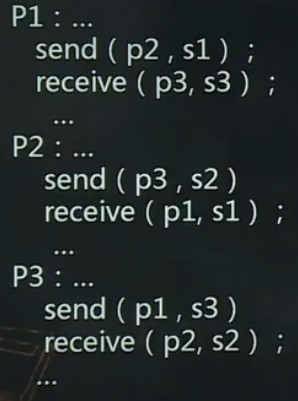 P1 : ...
send ( p2 , s1 ) ;
receive ( p3, s3 ) ;
...
P2 : ...
send ( p3 , s2 )
receive ( p1, s1 ) ;
...
P3 : ...
send ( p1 , s3 )
receive ( p2, s2 ) ;
...